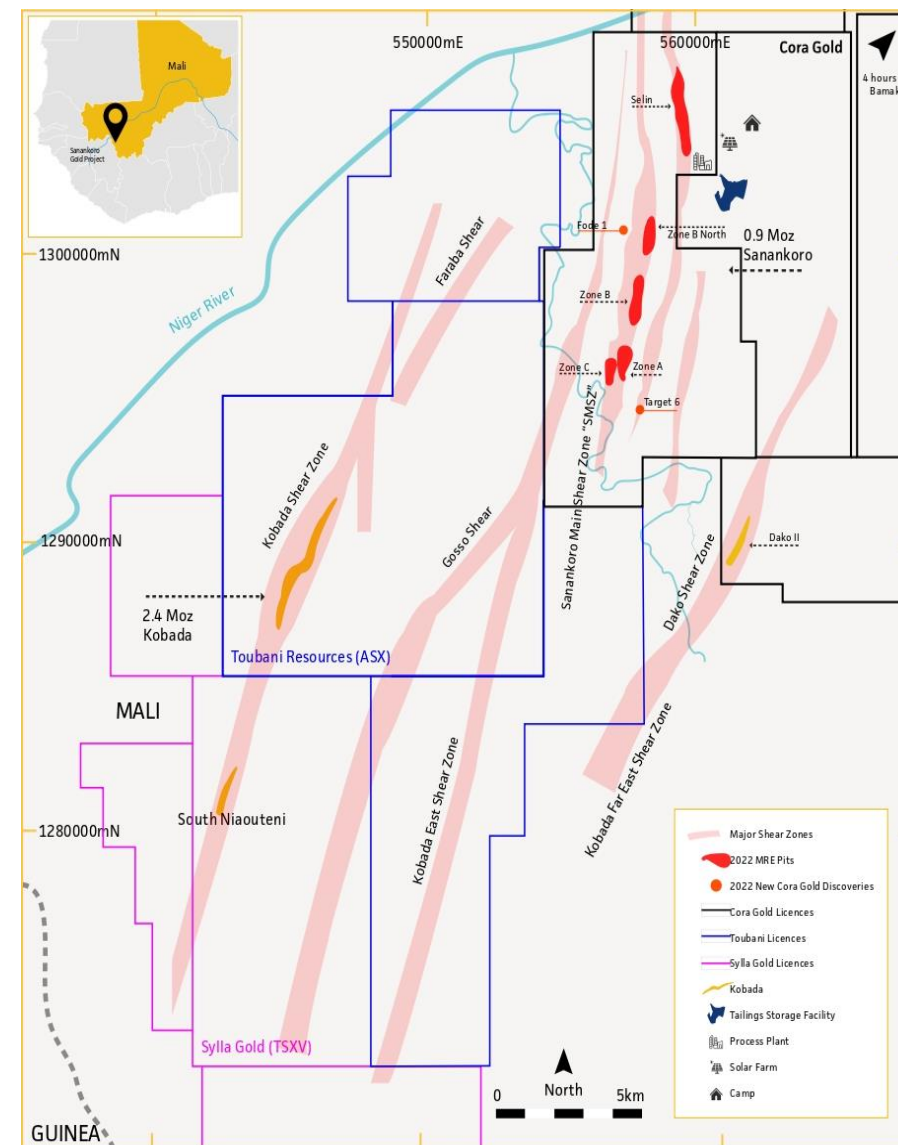 Mali
Sanankoro
Gold Project
550000mE
560000mE
Cora Gold
4 hours
Bamak
Selin
Fode 1
Zone B North
0.9 Moz
Sanankoro
1300000mN
Faraba Shear
Niger River
Zone B
Zone C
Zone A
Target 6
Sanankoro Main Shear Zone "SMSZ"
Kobada Shear Zone
Gosso Shear
1290000mN
Dako II
Dako Shear Zone
2.4 Moz
Kobada
Toubani Resources (ASX)
MALI
Kobada East Shear Zone
Kobada Far East Shear Zone
South Niaouteni
1280000mN
Major Shear Zones
2022 MRE Pits
2022 New Cora Gold Discoveries
Cora Gold Licences
Toubani Licences
Sylla Gold Licences
Kobada
Tailings Storage Facility
Process Plant
Solar Farm
Camp
Sylla Gold (TSXV)
North
0 5km
GUINEA